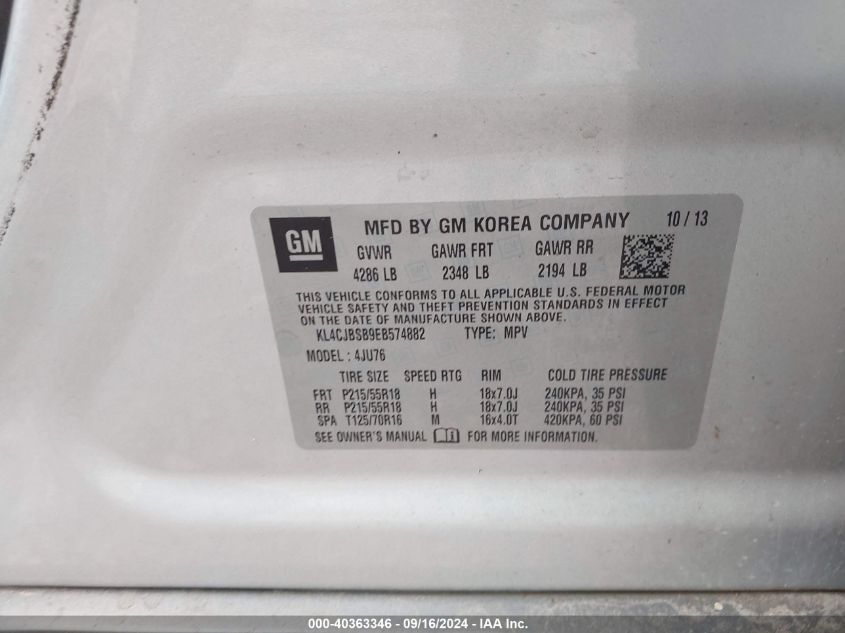 GM MFD BY GM KOREA COMPANY 10 / 13
GVWR GAWR FRT GAWR RR
4286 LB 2348 LB 2194 LB
THIS VEHICLE CONFORMS TO ALL APPLICABLE U.S. FEDERAL MOTOR
VEHICLE SAFETY AND THEFT PREVENTION STANDARDS IN EFFECT
ON THE DATE OF MANUFACTURE SHOWN ABOVE.
KL4CJBSB9EB574882 TYPE: MPV
MODEL : 4JU76
TIRE SIZE SPEED RTG RIM COLD TIRE PRESSURE
FRT P215/55R18 H 18x7.0J 240KPA, 35 PSI
RR P215/55R18 H 18x7.0J 240KPA, 35 PSI
SPA T125/70R16 M 16x4.0T 420KPA, 60 PSI
SEE OWNER'S MANUAL i FOR MORE INFORMATION.
000-40363346 - 09/16/2024 - IAA Inc.